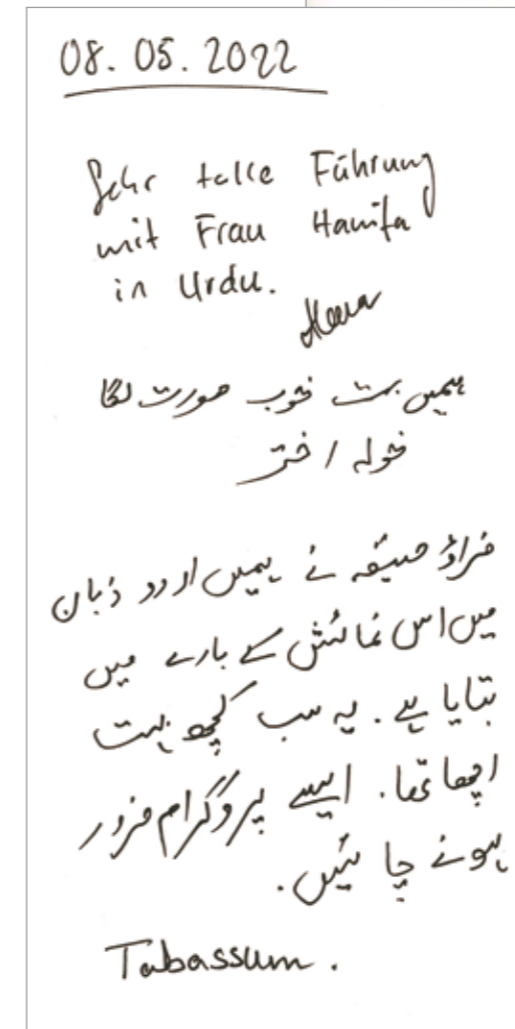 08. 05. 2022
Sehr tolle Führung
mit Frau Hanifa
in Urdu.
ہمیں بہت خوب صورت لگا
خولہ اختر
فراؤ حنیفہ نے ہمیں اردو زبان
میں اس نمائش کے بارے میں
بتایا ہے. یہ سب کچھ بہت
اچھا تھا. ایسے پروگرام ضرور
ہونے چائیں.
Tabassum.